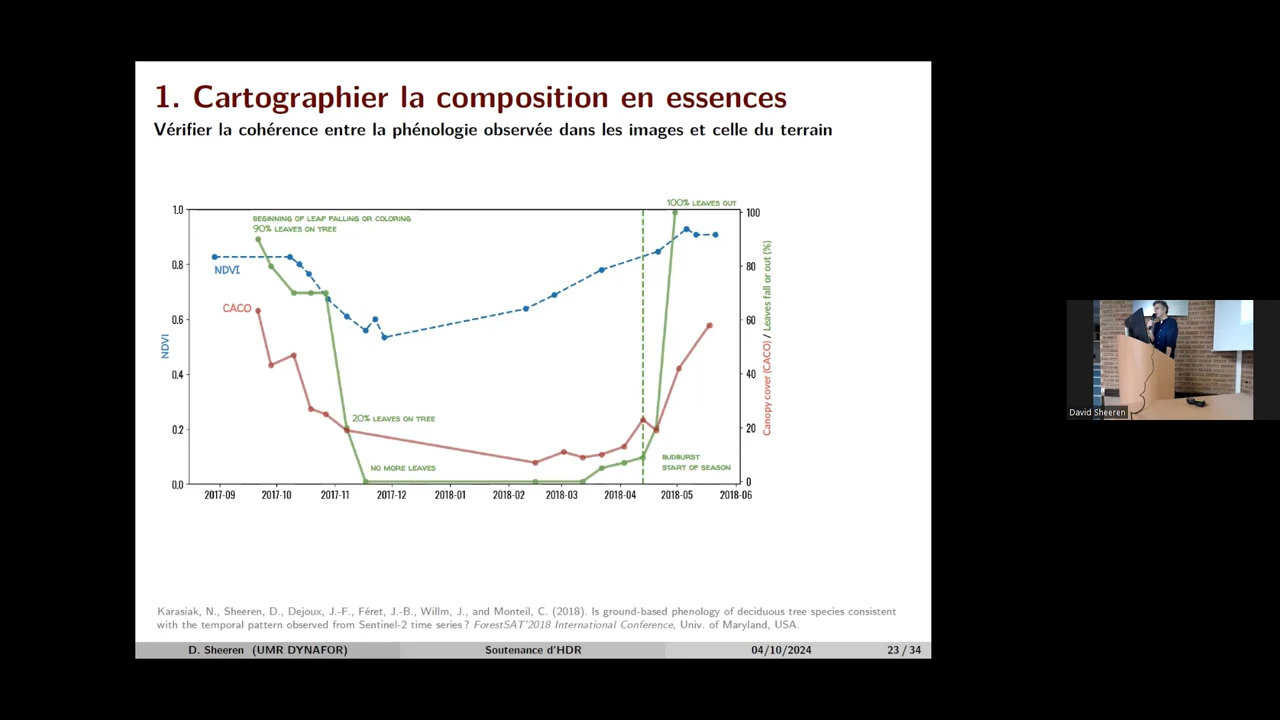 1. Cartographier la composition en essences
Vérifier la cohérence entre la phénologie observée dans les images et celle du terrain
100% LEAVES OUT
BEGINNING OF LEAF FALLING OR COLORING
90% LEAVES ON TREE
NDVI
CACO
20% LEAVES ON TREE
NO MORE LEAVES
BUDBURST
START OF SEASON
1.0
0.8
0.6
0.4
0.2
0.0
NDVI
100
80
60
40
20
0
Canopy cover (CACO) / Leaves fall or out (%)
2017-09 2017-10 2017-11 2017-12 2018-01 2018-02 2018-03 2018-04 2018-05 2018-06
David Sheeren
Karasiak, N., Sheeren, D., Dejoux, J.-F., Féret, J.-B., Willm, J., and Monteil, C. (2018). Is ground-based phenology of deciduous tree species consistent
with the temporal pattern observed from Sentinel-2 time series ? ForestSAT'2018 International Conference, Univ. of Maryland, USA.
D. Sheeren (UMR DYNAFOR) Soutenance d'HDR 04/10/2024 23 / 34